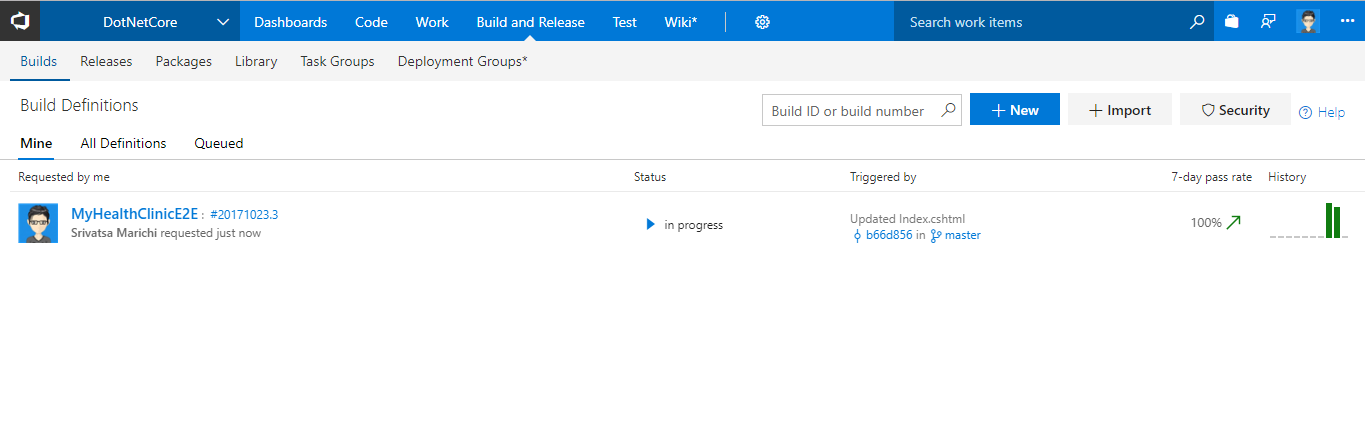 DotNetCore Dashboards Code Work Build and Release Test Wiki* Search work items
Builds Releases Packages Library Task Groups Deployment Groups*
Build Definitions Build ID or build number New Import Security Help
Mine All Definitions Queued
Requested by me Status Triggered by 7-day pass rate History
MyHealthClinicE2E : #20171023.3
Srivatsa Marichi requested just now
in progress
Updated Index.cshtml
b66d856 in master
100%